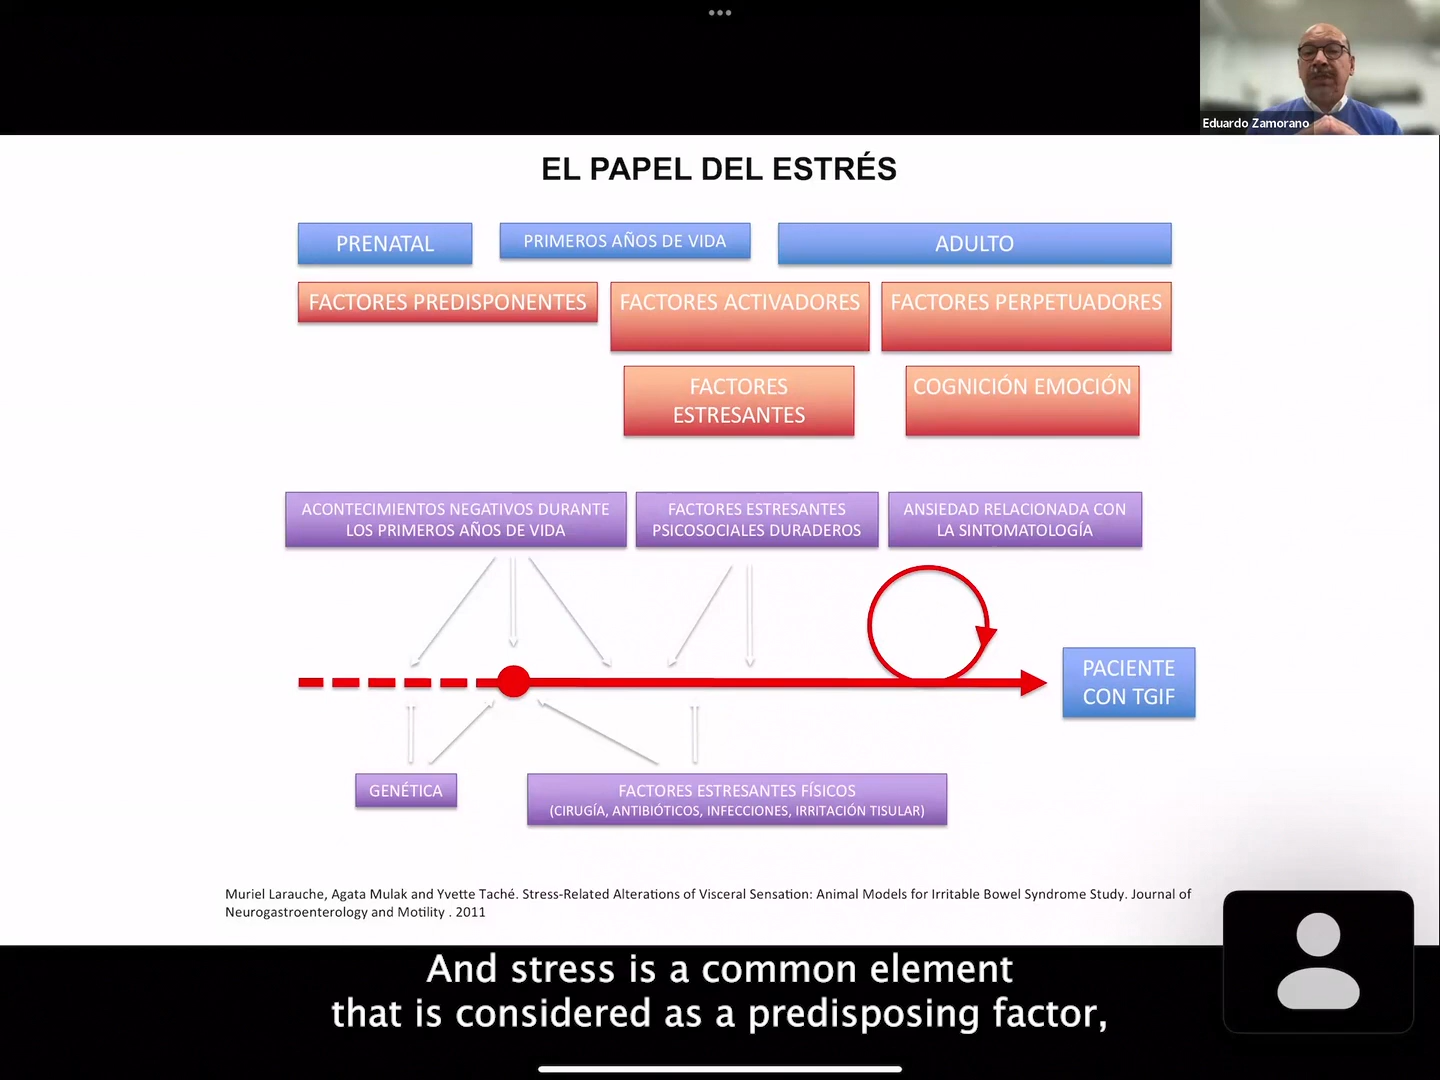 Eduardo Zamorano
EL PAPEL DEL ESTRÉS
PRENATAL
PRIMEROS AÑOS DE VIDA
ADULTO
FACTORES PREDISPONENTES
FACTORES ACTIVADORES
FACTORES PERPETUADORES
FACTORES
ESTRESANTES
COGNICIÓN EMOCIÓN
ACONTECIMIENTOS NEGATIVOS DURANTE
LOS PRIMEROS AÑOS DE VIDA
FACTORES ESTRESANTES
PSICOSOCIALES DURADEROS
ANSIEDAD RELACIONADA CON
LA SINTOMATOLOGÍA
PACIENTE
CON TGIF
GENÉTICA
FACTORES ESTRESANTES FÍSICOS
(CIRUGÍA, ANTIBIÓTICOS, INFECCIONES, IRRITACIÓN TISULAR)
Muriel Larauche, Agata Mulak and Yvette Taché. Stress-Related Alterations of Visceral Sensation: Animal Models for Irritable Bowel Syndrome Study. Journal of
Neurogastroenterology and Motility . 2011
And stress is a common element
that is considered as a predisposing factor,